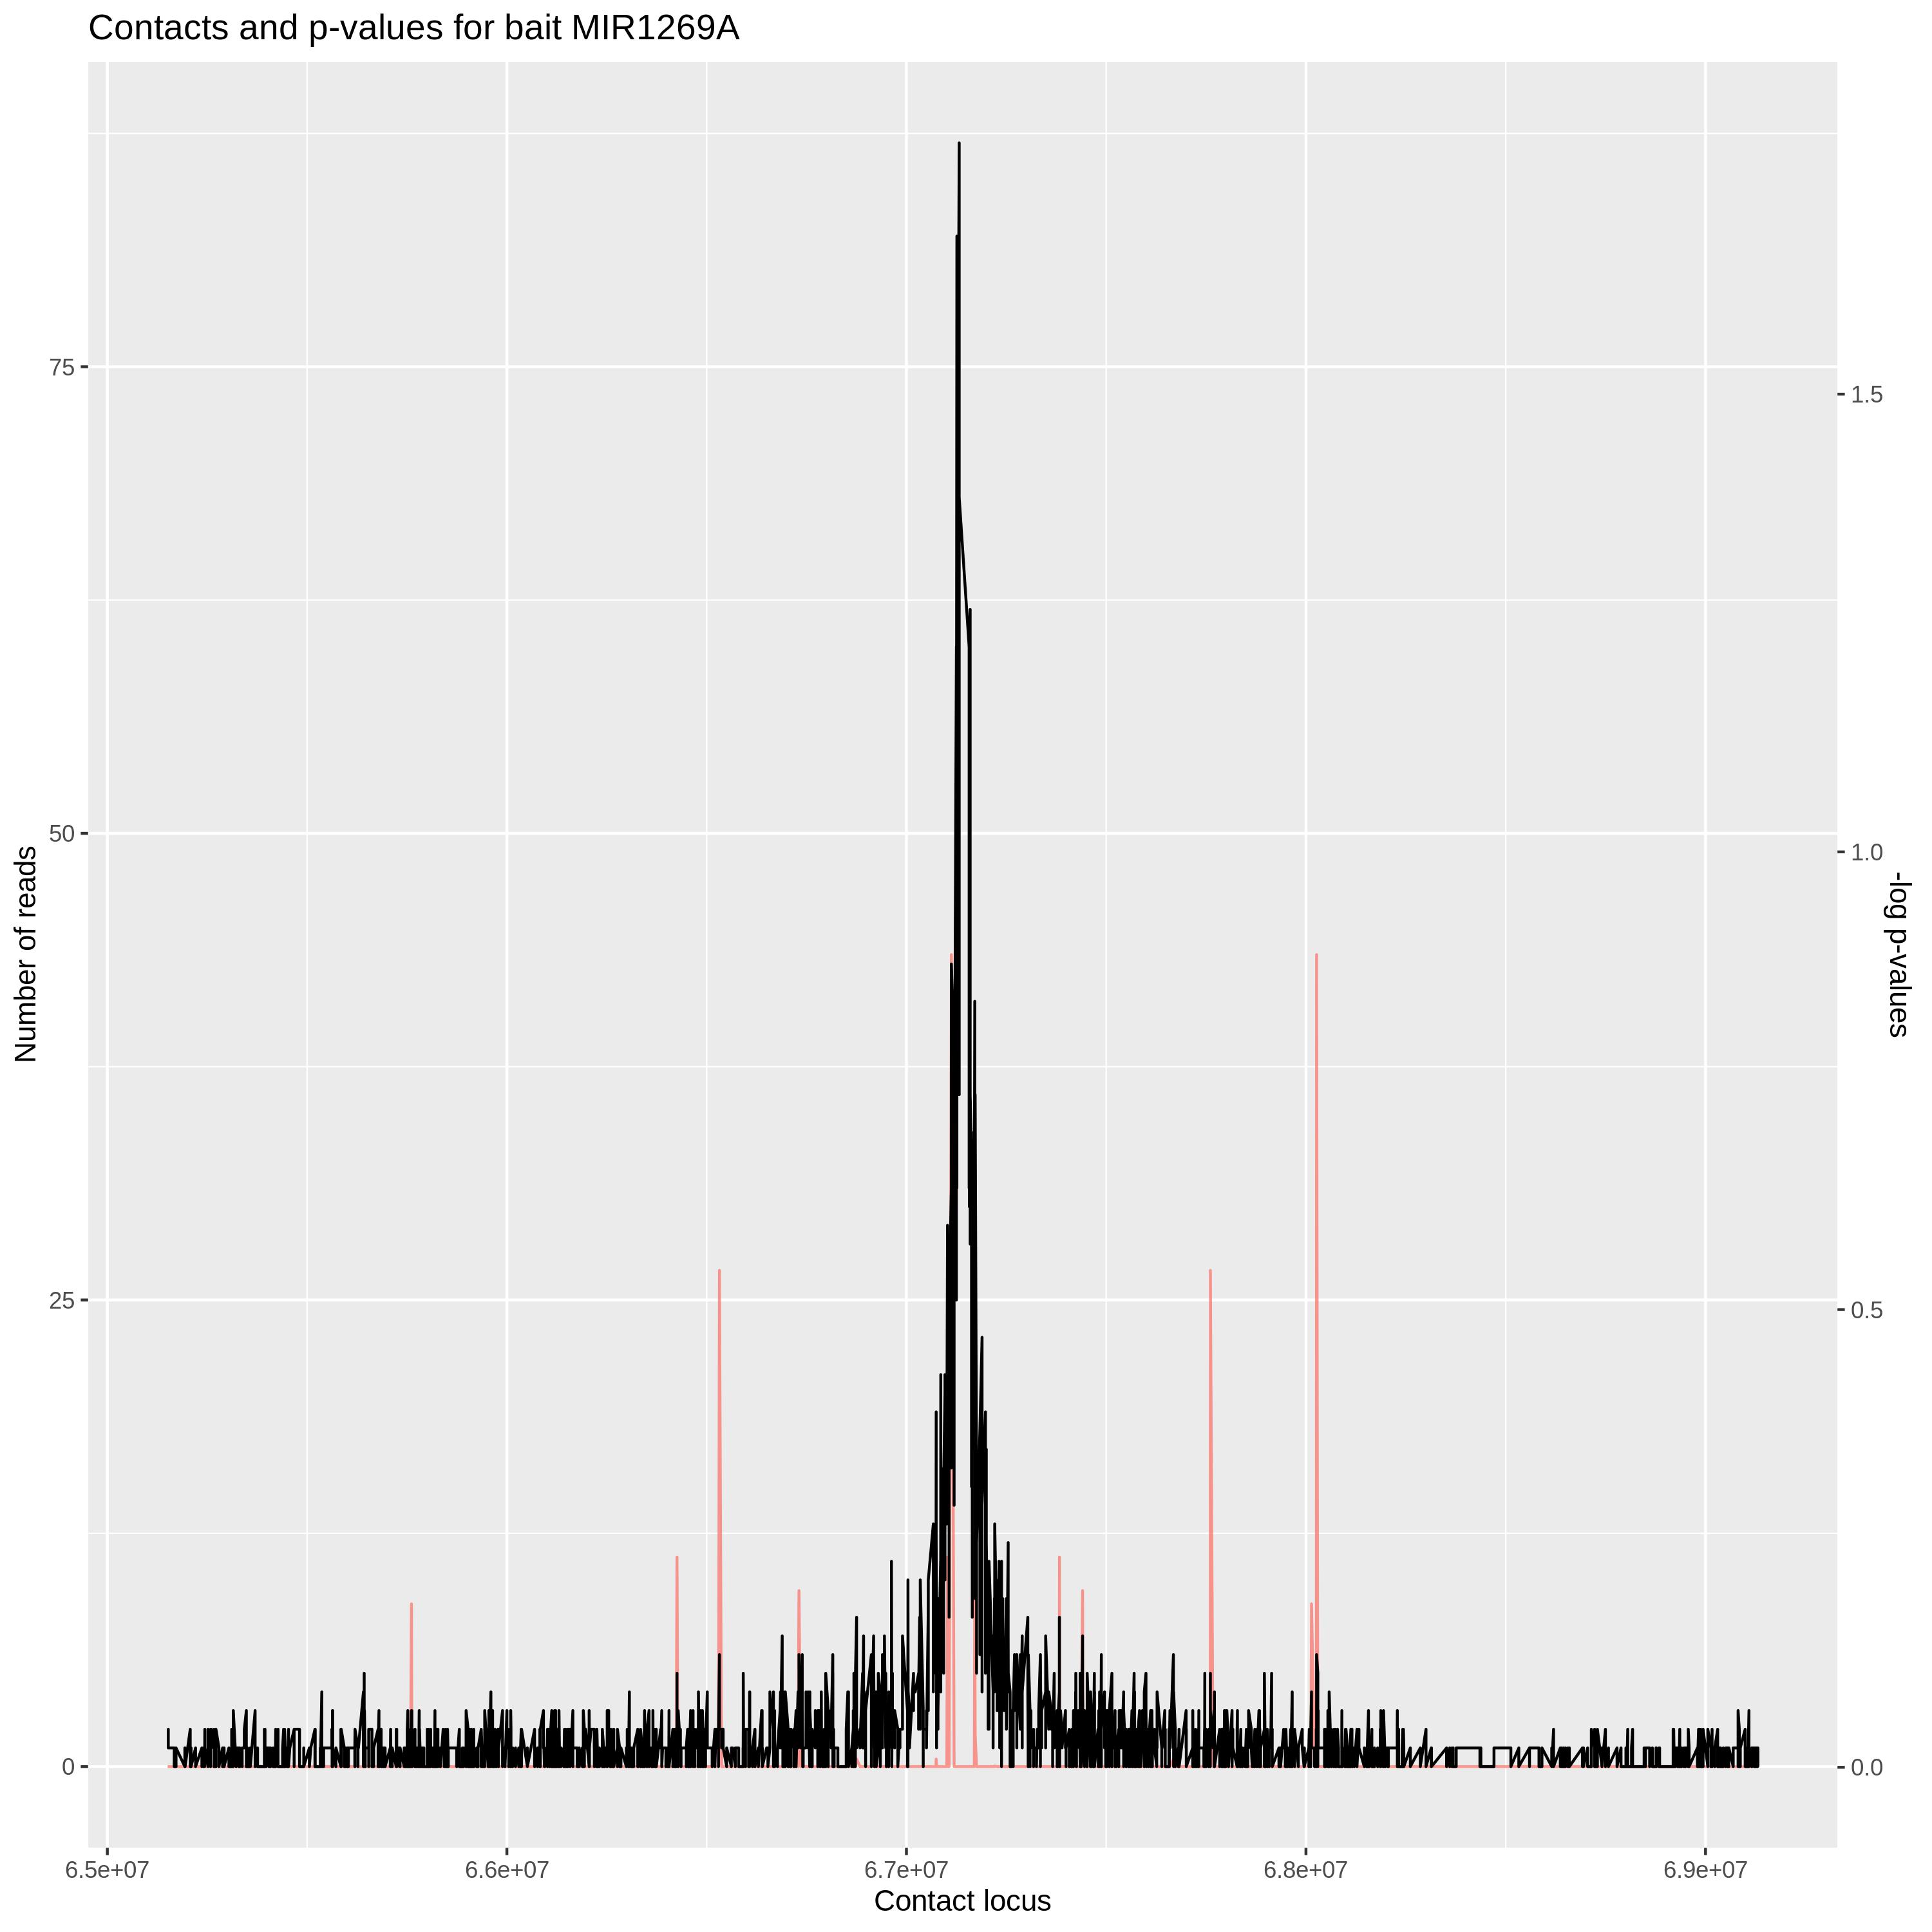 Contacts and p-values for bait MIR1269A
75
50
25
0
Number of reads
1.5
1.0
0.5
0.0
-log p-values
6.5e+07
6.6e+07
6.7e+07
6.8e+07
6.9e+07
Contact locus